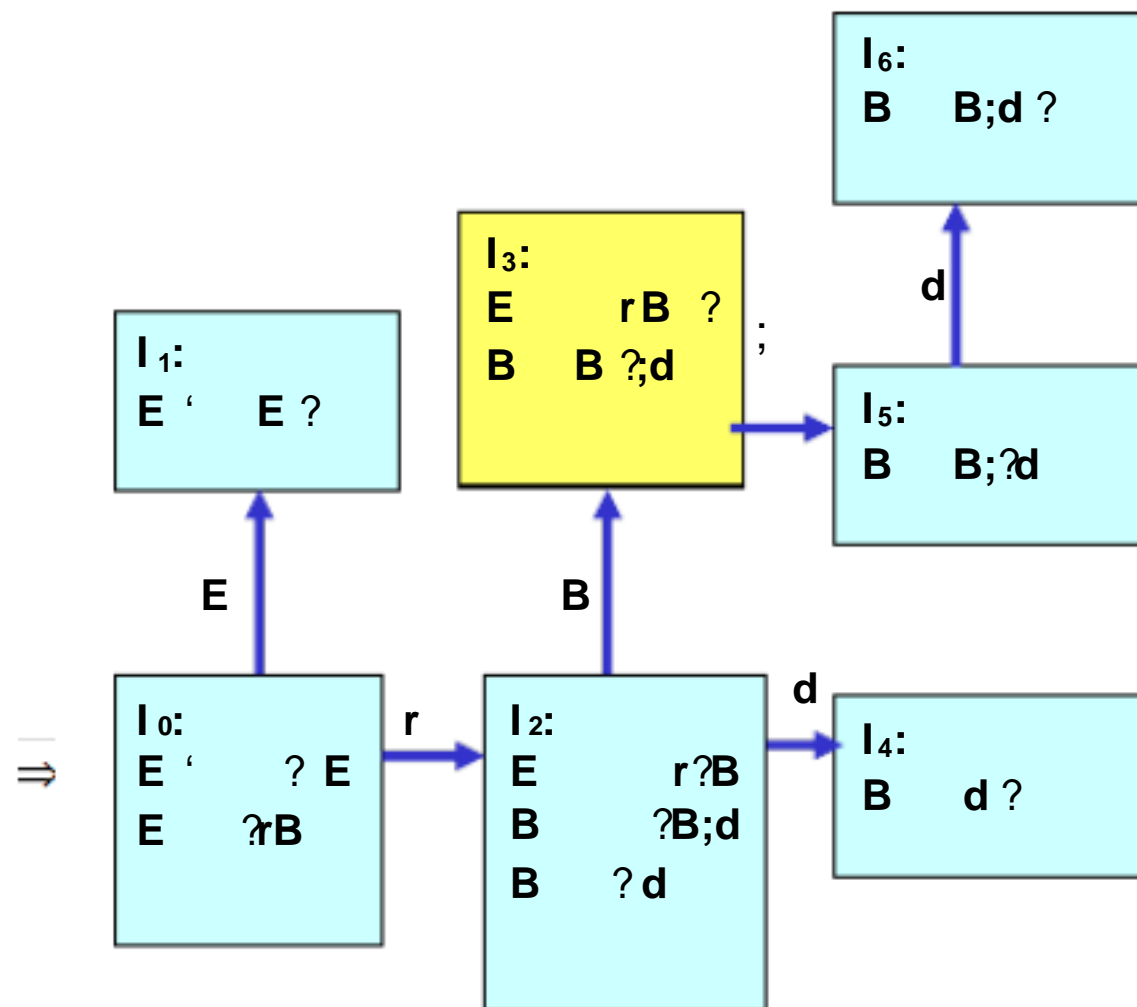 I6:
B B;d ?
d
I3:
E rB ?
B B ?;d
;
I1:
E ‘ E ?
I5:
B B;?d
E
B
I0:
E ‘ ? E
E ?rB
r
I2:
E r?B
B ?B;d
B ? d
d
I4:
B d ?
⇒